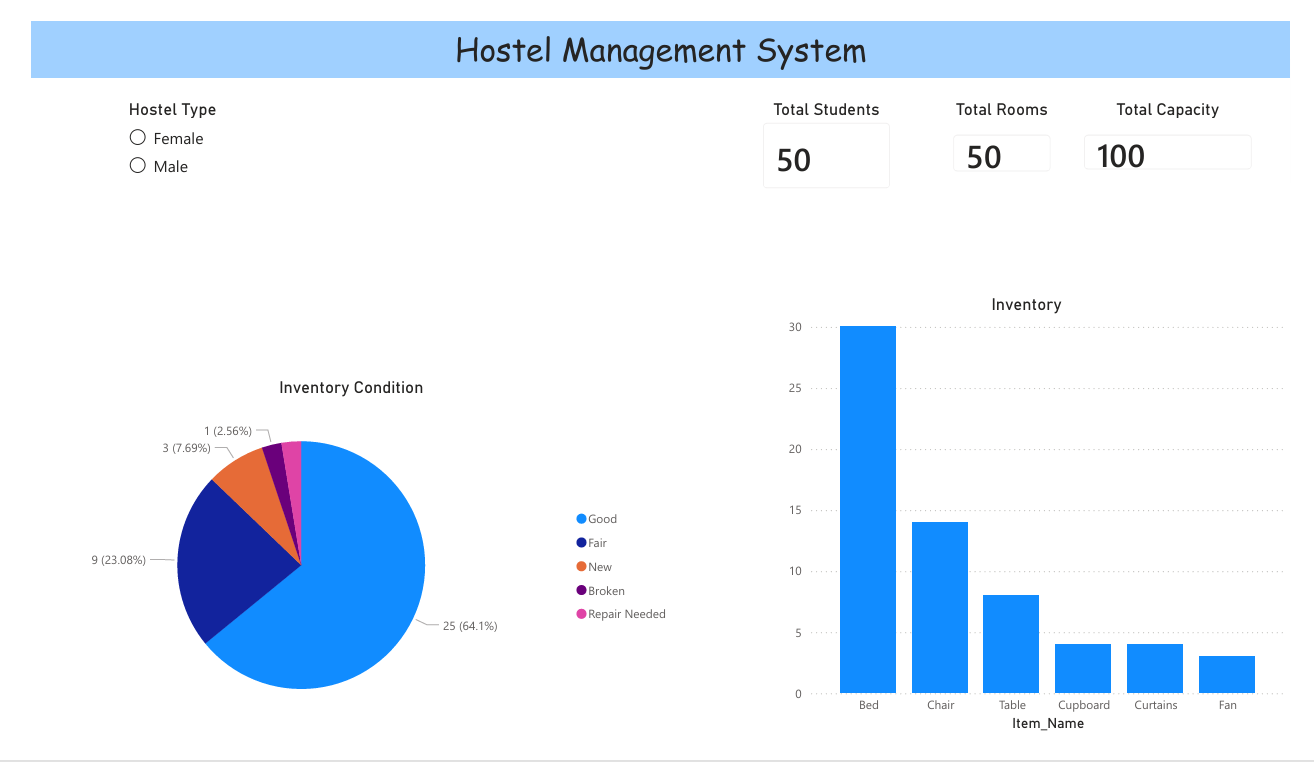 Hostel Management System
Hostel Type
Female
Male
Total Students
50
Total Rooms
50
Total Capacity
100
Inventory Condition
1 (2.56%)
3 (7.69%)
9 (23.08%)
25 (64.1%)
Good
Fair
New
Broken
Repair Needed
Inventory
30
25
20
15
10
5
0
Bed Chair Table Cupboard Curtains Fan
Item_Name